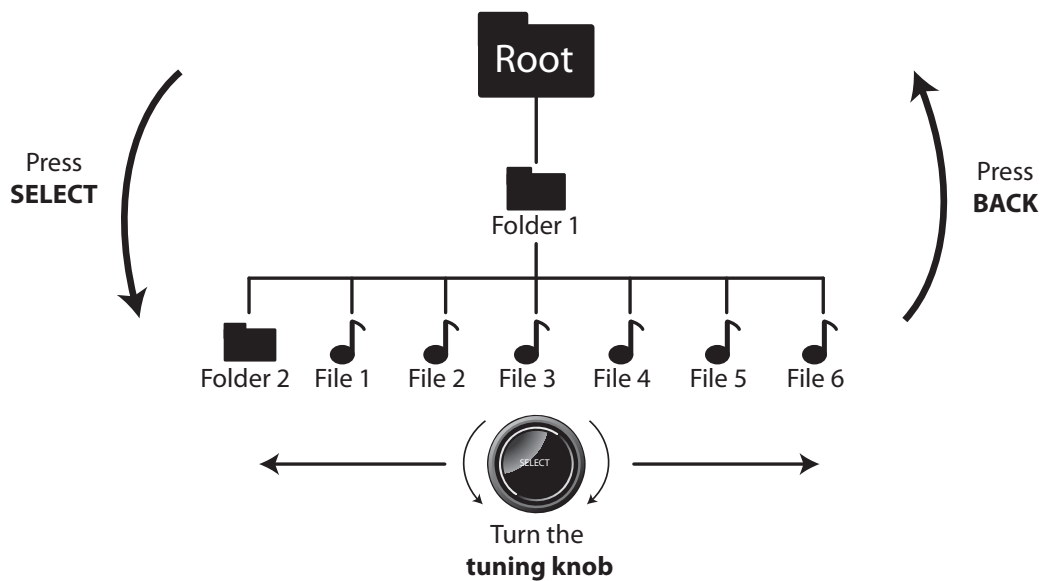 Root
Press
SELECT
Press
BACK
Folder 1
Folder 2 File 1 File 2 File 3 File 4 File 5 File 6
SELECT
Turn the
tuning knob